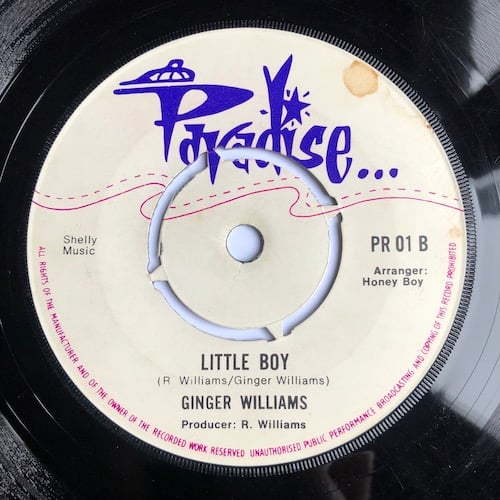 Paradise...
Shelly
Music
PR 01 B
Arranger:
Honey Boy
LITTLE BOY
(R Williams/Ginger Williams)
GINGER WILLIAMS
Producer: R. Williams
ALL RIGHTS OF THE MANUFACTURER AND OF THE OWNER OF THE RECORDED WORK RESERVED UNAUTHORISED PUBLIC PERFORMANCE BROADCASTING AND COPYING OF THIS RECORD PROHIBITED